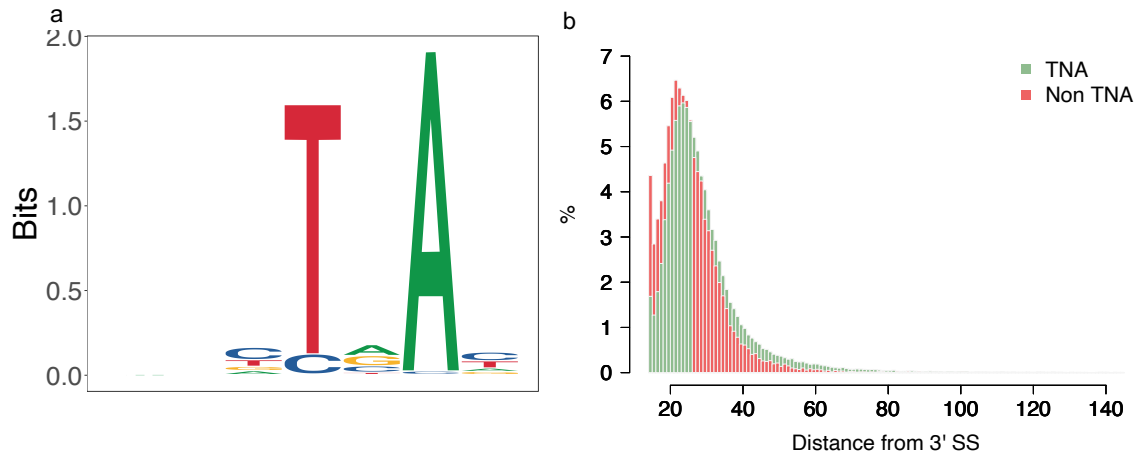 a
2.0
1.5
1.0
0.5
0.0
Bits
C T G A
T C
A G C T
A C
C T A G
b
7
6
5
4
3
2
1
0
%
TNA
Non TNA
20 40 60 80 100 120 140
Distance from 3' SS